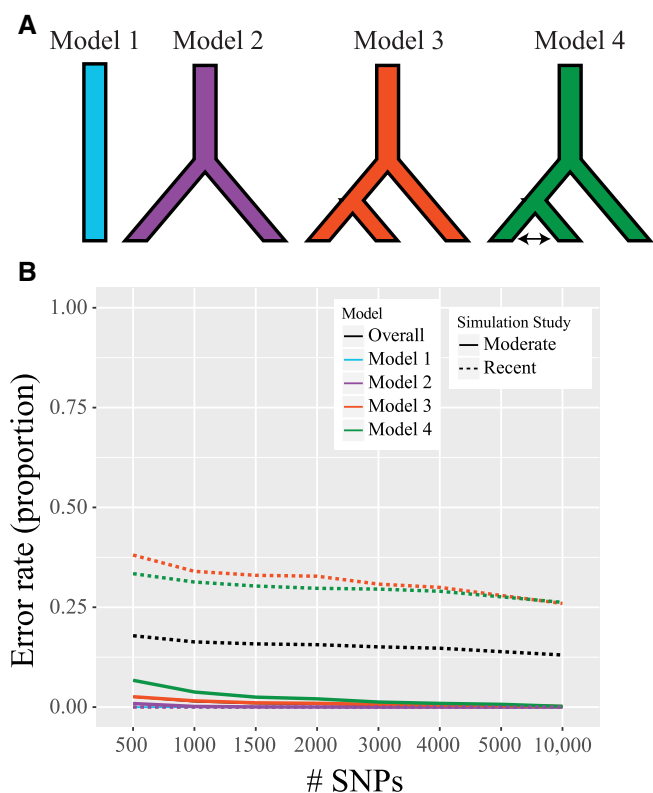 A
Model 1 Model 2 Model 3 Model 4
B
Error rate (proportion)
1.00
0.75
0.50
0.25
0.00
Model
Overall
Model 1
Model 2
Model 3
Model 4
Simulation Study
Moderate
Recent
500 1000 1500 2000 3000 4000 5000 10,000
# SNPs